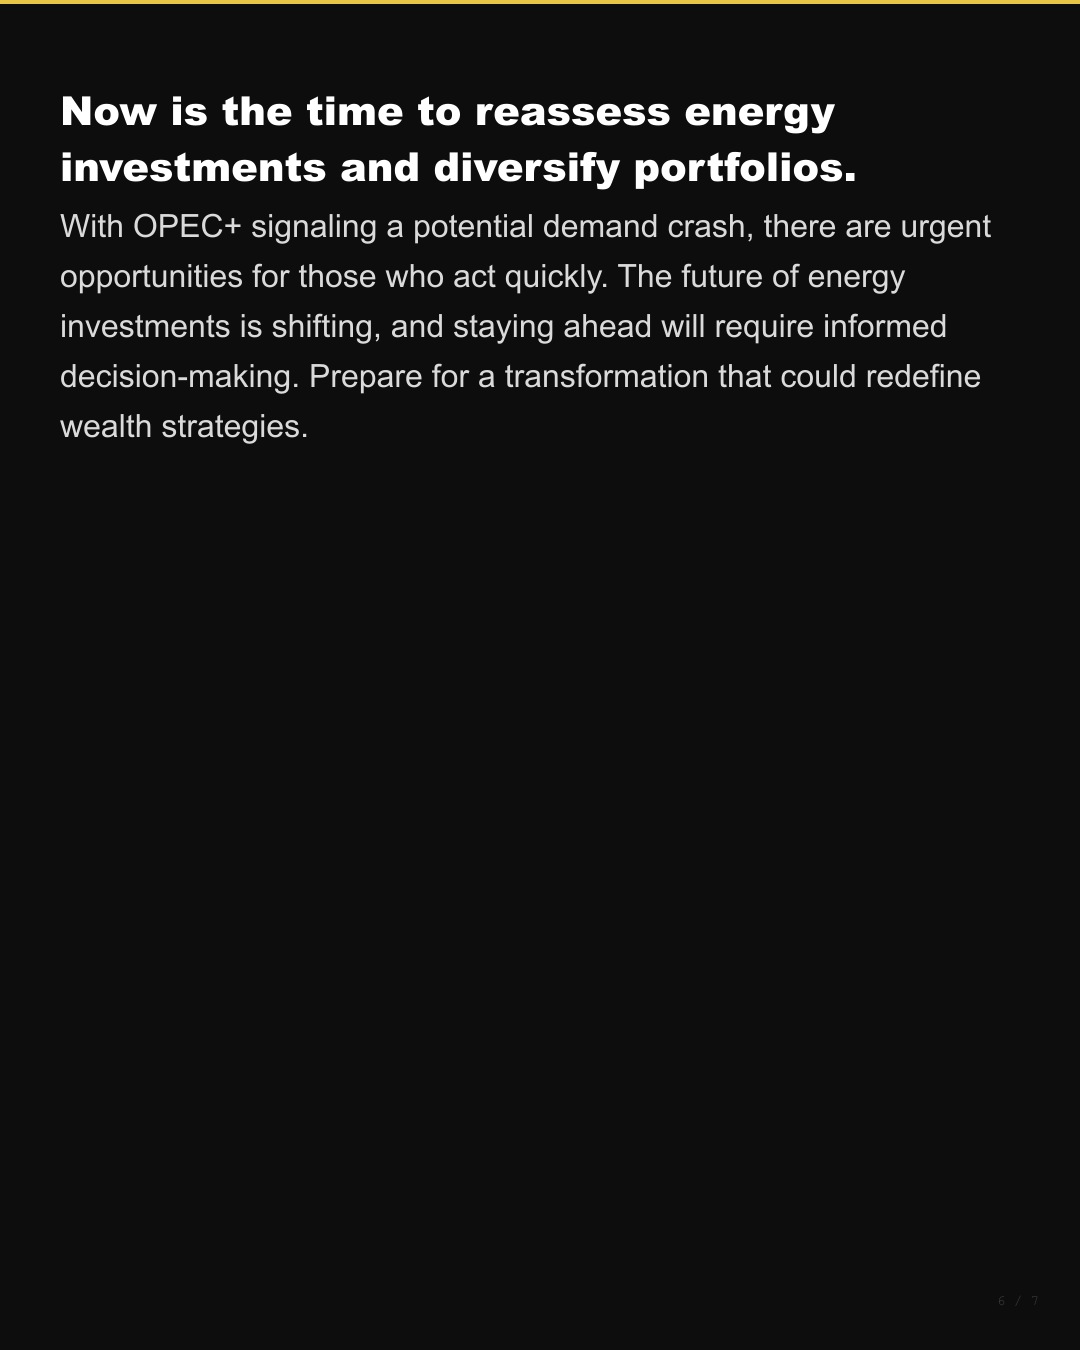 Now is the time to reassess energy
investments and diversify portfolios.
With OPEC+ signaling a potential demand crash, there are urgent
opportunities for those who act quickly. The future of energy
investments is shifting, and staying ahead will require informed
decision-making. Prepare for a transformation that could redefine
wealth strategies.
6 / 7